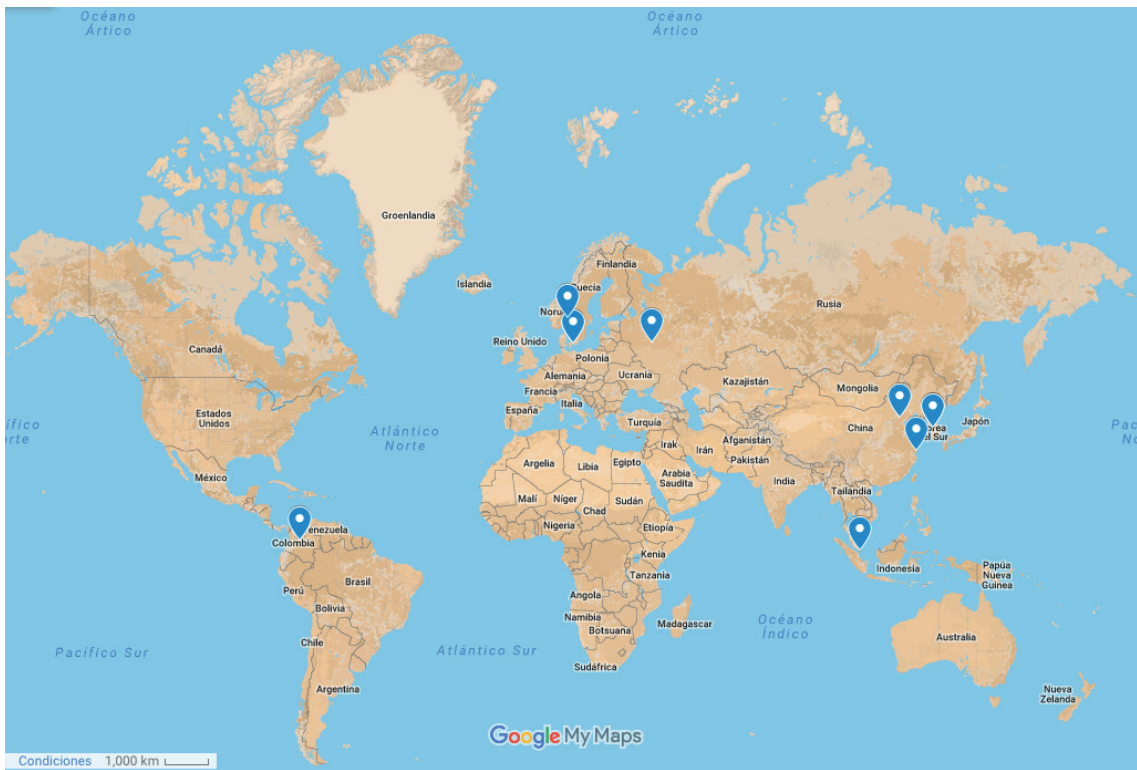 Océano
Ártico
Océano
Ártico
Groenlandia
Finlandia
Islandia
Rusia
Canadá
Reino Unido
Polonia
Alemania
Ucrania
Kazajistán
Mongolia
Francia
Estados
Unidos
España
Italia
Turquía
China
Japón
Atlántico
Norte
Irak
Irán
Afganistán
Pakistán
del Sur
México
Argelia
Libia
Egipto
Arabia
Saudita
India
Tailandia
Malí
Níger
Chad
Sudán
Nigeria
Etiopía
Colombia
Kenia
Indonesia
Papúa
Nueva
Guinea
Perú
Brasil
Tanzania
Bolivia
Angola
Namibia
Botsuana
Madagascar
Océano
Índico
Chile
Australia
Pacífico Sur
Atlántico Sur
Sudáfrica
Argentina
Nueva
Zelanda
Google My Maps
Condiciones 1,000 km